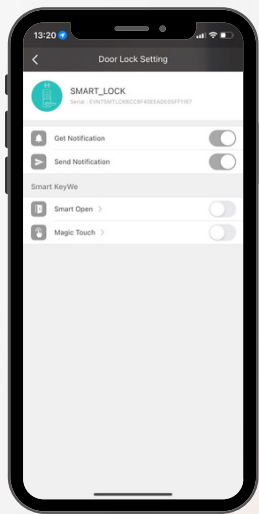 13:20
Door Lock Setting
H
SMART_LOCK
Get Notification
Send Notification
Smart KeyWe
Smart Open >
Magic Touch >